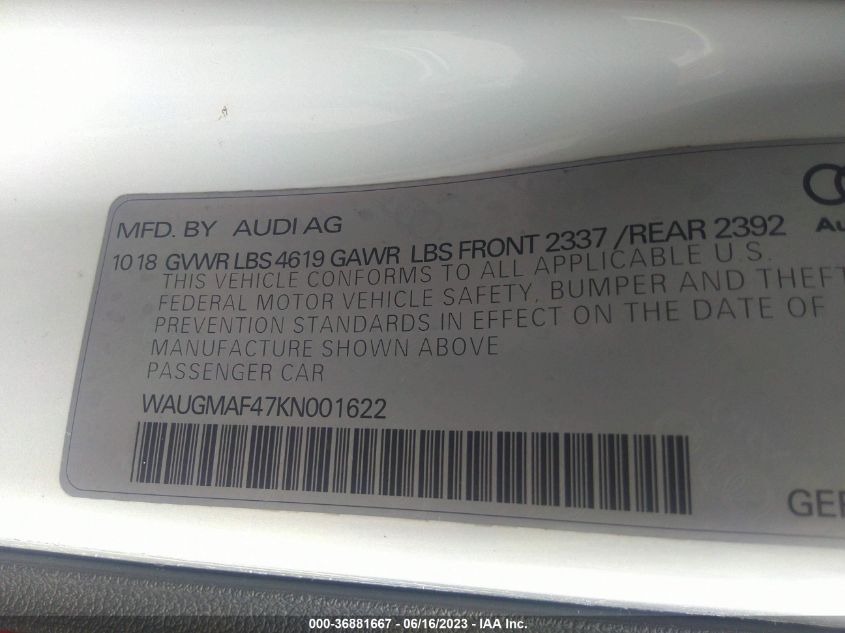 MFD. BY AUDI AG
10 18 GVWR LBS 4619 GAWR LBS FRONT 2337 /REAR 2392
THIS VEHICLE CONFORMS TO ALL APPLICABLE U.S.
FEDERAL MOTOR VEHICLE SAFETY, BUMPER AND THEFT
PREVENTION STANDARDS IN EFFECT ON THE DATE OF
MANUFACTURE SHOWN ABOVE
PASSENGER CAR
WAUGMAF47KN001622
000-36881667 - 06/16/2023 - IAA Inc.